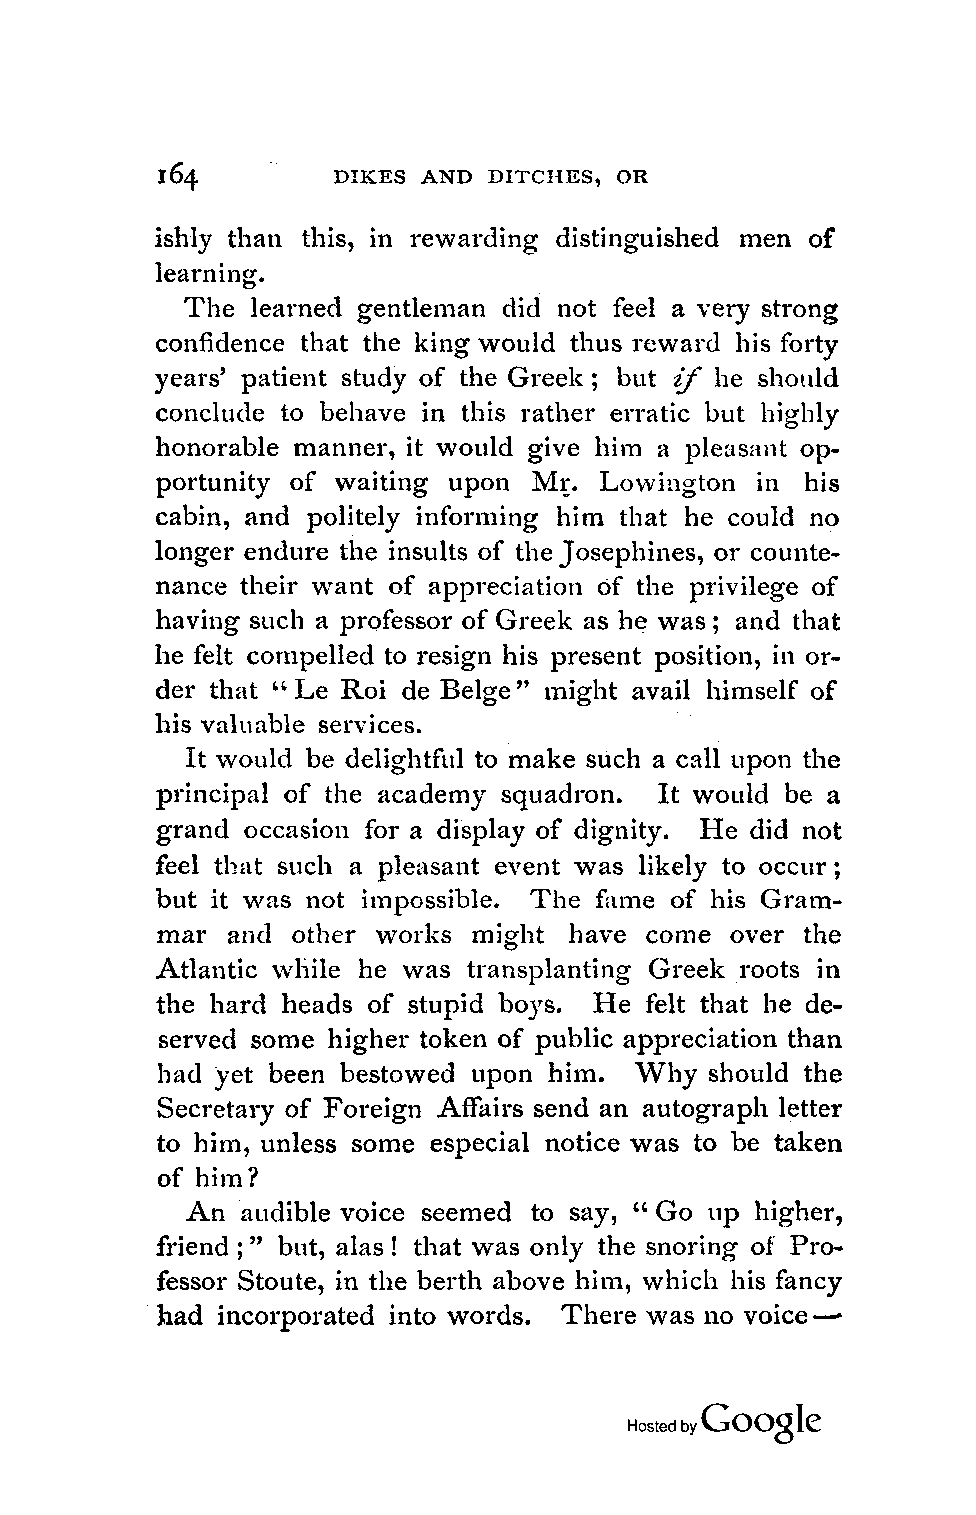 164 DIKES AND DITCHES, OR
ishly than this, in rewarding distinguished men of
learning.
The learned gentleman did not feel a very strong
confidence that the king would thus reward his forty
years' patient study of the Greek; but if he should
conclude to behave in this rather erratic but highly
honorable manner, it would give him a pleasant op-
portunity of waiting upon Mr. Lowington in his
cabin, and politely informing him that he could no
longer endure the insults of the Josephines, or counte-
nance their want of appreciation of the privilege of
having such a professor of Greek as he was; and that
he felt compelled to resign his present position, in or-
der that "Le Roi de Belge" might avail himself of
his valuable services.
It would be delightful to make such a call upon the
principal of the academy squadron. It would be a
grand occasion for a display of dignity. He did not
feel that such a pleasant event was likely to occur;
but it was not impossible. The fame of his Gram-
mar and other works might have come over the
Atlantic while he was transplanting Greek roots in
the hard heads of stupid boys. He felt that he de-
served some higher token of public appreciation than
had yet been bestowed upon him. Why should the
Secretary of Foreign Affairs send an autograph letter
to him, unless some especial notice was to be taken
of him?
An audible voice seemed to say, "Go up higher,
friend;" but, alas! that was only the snoring of Pro-
fessor Stoute, in the berth above him, which his fancy
had incorporated into words. There was no voice—
Hosted by Google